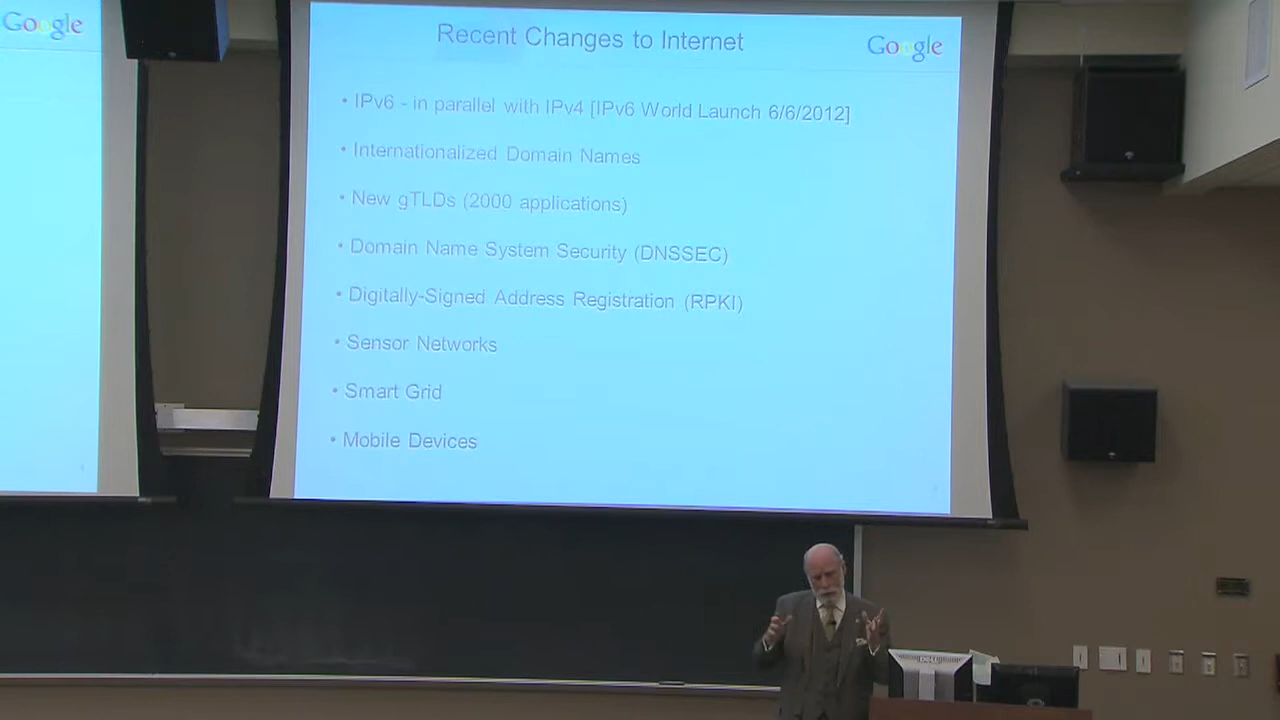 Google
Recent Changes to Internet
Google
• IPv6 - in parallel with IPv4 [IPv6 World Launch 6/6/2012]
• Internationalized Domain Names
• New gTLDs (2000 applications)
• Domain Name System Security (DNSSEC)
• Digitally-Signed Address Registration (RPKI)
• Sensor Networks
• Smart Grid
• Mobile Devices
DELL